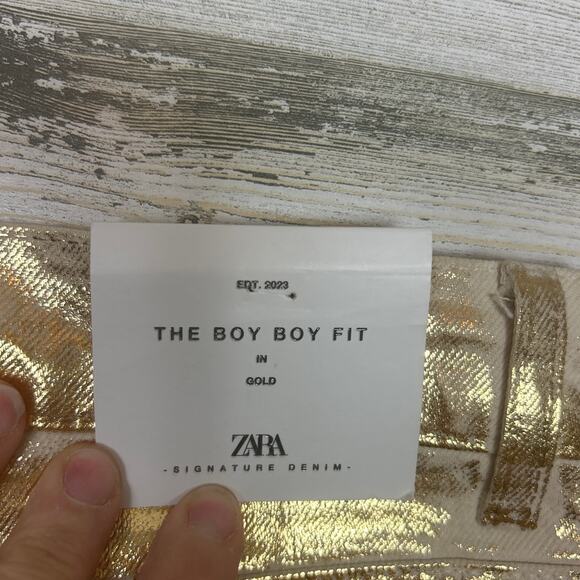 EDT. 2023
THE BOY BOY FIT
IN
GOLD
ZARA
- SIGNATURE DENIM -